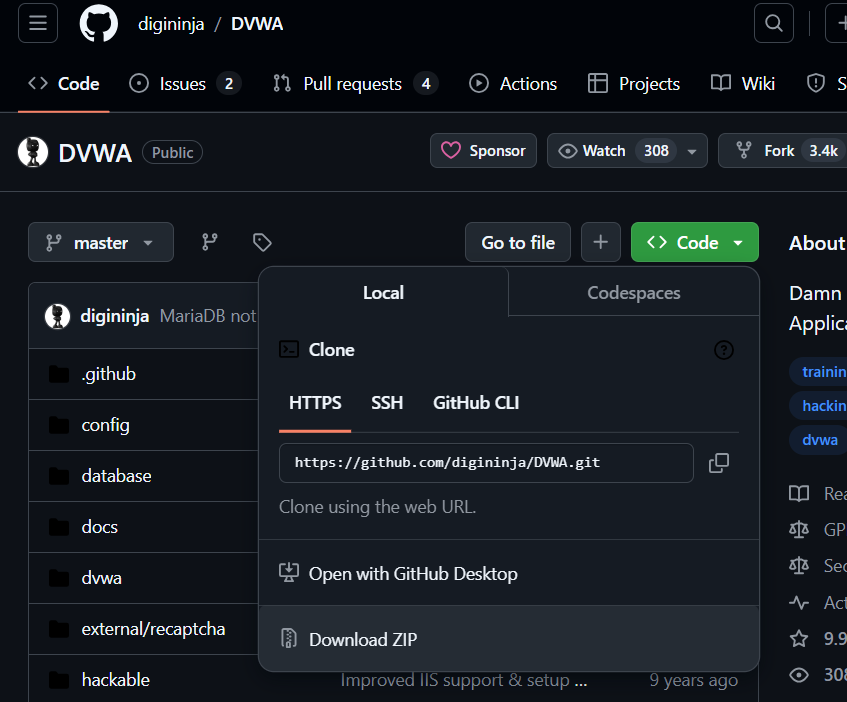 digininja / DVWA
Code Issues 2 Pull requests 4 Actions Projects Wiki S
DVWA Public Sponsor Watch 308 Fork 3.4k
master Go to file Code About
Local Codespaces
Damn
Applica
digininja MariaDB not
Clone
.github
HTTPS SSH GitHub CLI
trainin
hackin
config
dvwa
https://github.com/digininja/DVWA.git
database
Clone using the web URL.
Rea
docs
GP
Open with GitHub Desktop
dvwa
Sec
Act
external/recaptcha
Download ZIP
9.9
hackable Improved IIS support & setup ... 9 years ago
308